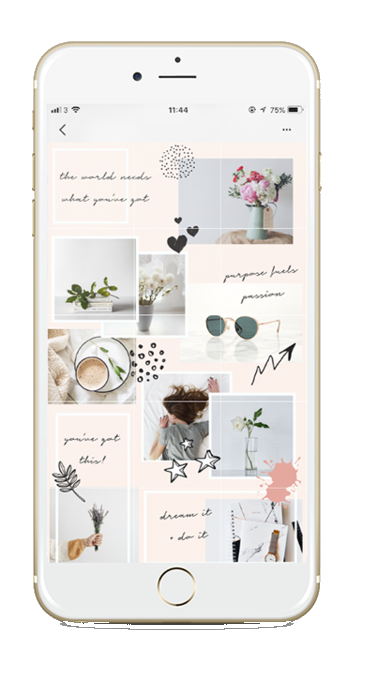 3
11:44
75%
the world needs
what you've got
purpose fuels
passion
you've got
this!
dream it
+ do it